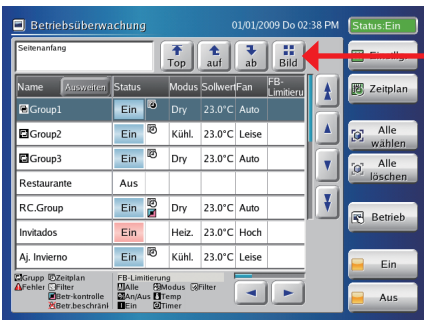 Betriebsüberwachung 01/01/2009 Do 02:38 PM Status:Ein
Seitenanfang
Top auf ab Bild
Zeitplan
Name Ausweiten Status Modus Sollwert Fan FB-Limitieru
Group1 Ein Dry 23.0°C Auto
Group2 Ein Kühl. 23.0°C Leise
Alle wählen
Group3 Ein Dry 23.0°C Auto
Alle löschen
Restaurante Aus
RC.Group Ein Dry 23.0°C Auto
Betrieb
Invitados Ein Heiz. 23.0°C Hoch
Aj. Invierno Ein Kühl. 23.0°C Leise
Ein
Grupp Zeitplan FB-Limitierung
Fehler Filter Alle Modus Filter
Betr-kontrolle An/Aus Temp
Betr.beschränk Ein Timer
Aus